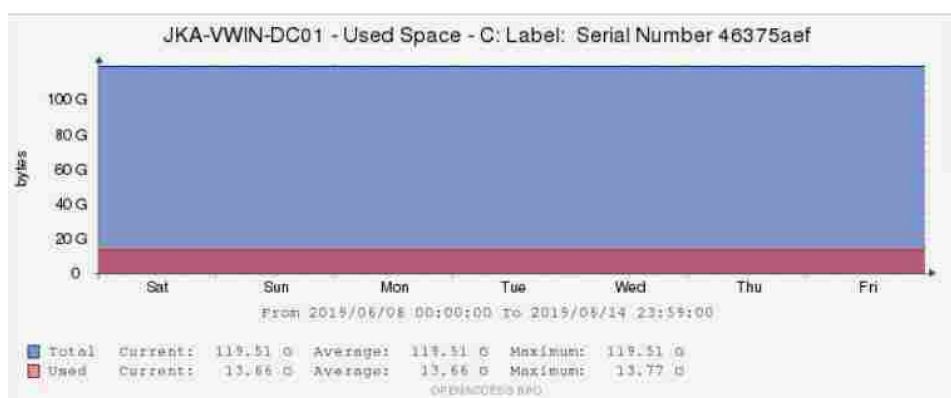 JKA-VWIN-DC01 - Used Space - C: Label: Serial Number 46375aef
bytes
100 G
80 G
60 G
40 G
20 G
0
Sat Sun Mon Tue Wed Thu Fri
From 2019/06/08 00:00:00 To 2019/06/14 23:59:00
Total Current: 119.51 G Average: 119.51 G Maximum: 119.51 G
Used Current: 13.66 G Average: 13.66 G Maximum: 13.77 G